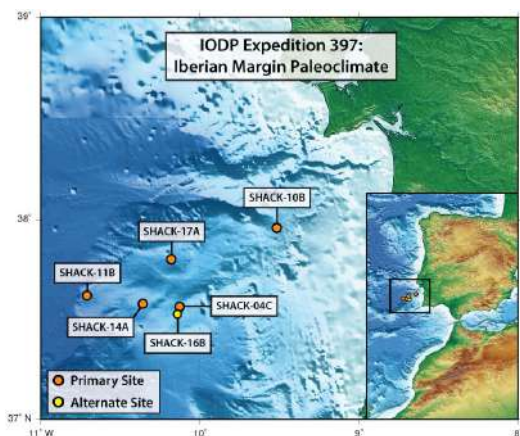 39°
IODP Expedition 397:
Iberian Margin Paleoclimate
SHACK-10B
38°
SHACK-17A
SHACK-11B
SHACK-14A
SHACK-04C
SHACK-16B
Primary Site
Alternate Site
37°N
11°W
10°
9°
8